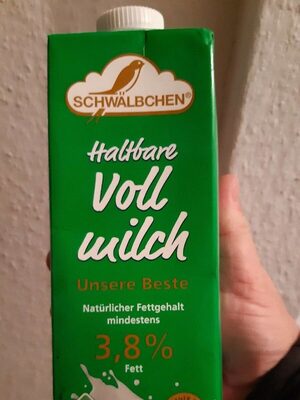 SCHWÄLBCHEN®
Haltbare
Voll
milch
Unsere Beste
Natürlicher Fettgehalt
mindestens
3,8%
Fett